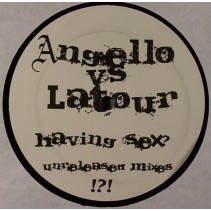 Angello
vs
Latour
having sex?
unreleased mixes
!?!